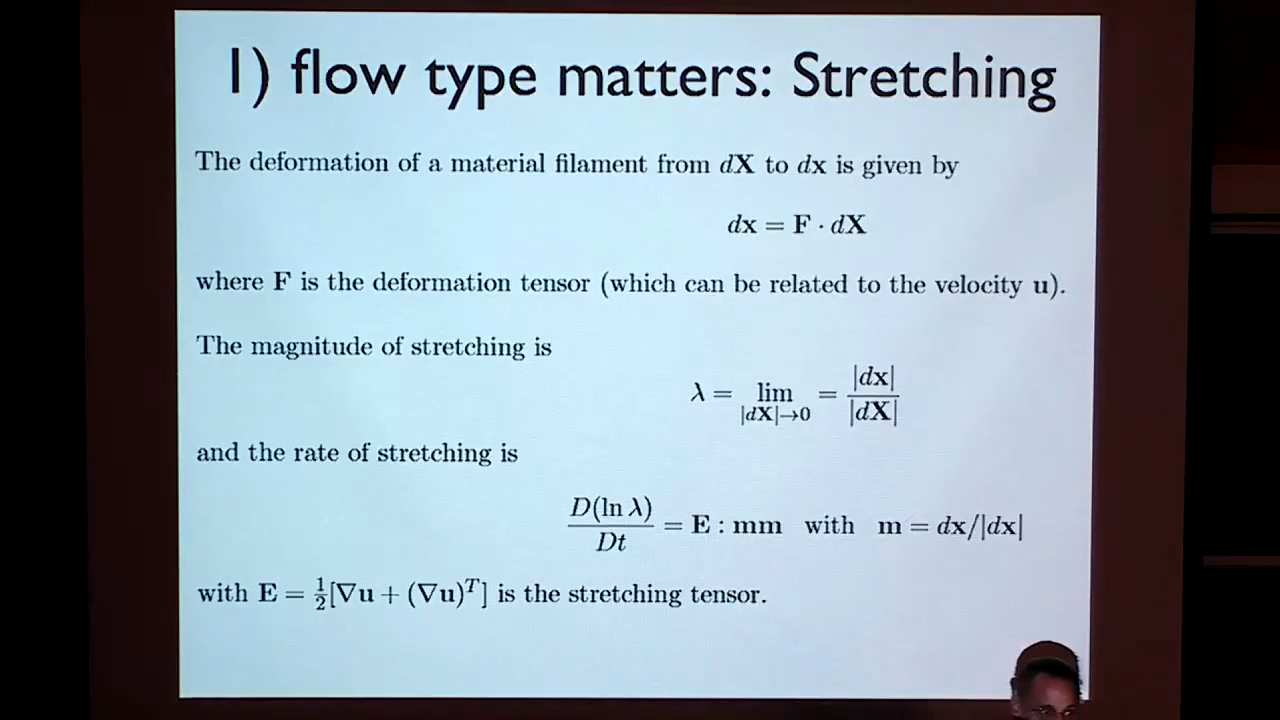 1) flow type matters: Stretching
The deformation of a material filament from dX to dx is given by
dx = F · dX
where F is the deformation tensor (which can be related to the velocity u).
The magnitude of stretching is
λ = lim_{|dX|→0} = |dx| / |dX|
and the rate of stretching is
D(ln λ) / Dt = E : mm with m = dx/|dx|
with E = ½[∇u + (∇u)ᵀ] is the stretching tensor.